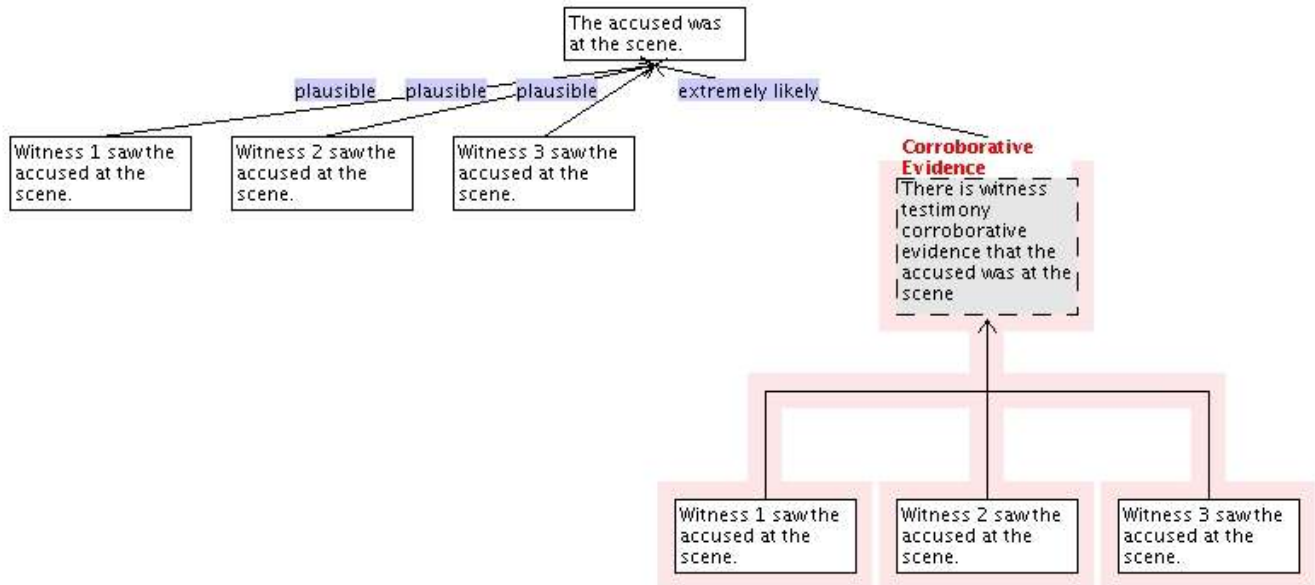 The accused was
at the scene.
plausible
plausible
plausible
extremely likely
Witness 1 saw the
accused at the
scene.
Witness 2 saw the
accused at the
scene.
Witness 3 saw the
accused at the
scene.
Corroborative
Evidence
There is witness
testimony
corroborative
evidence that the
accused was at the
scene
Witness 1 saw the
accused at the
scene.
Witness 2 saw the
accused at the
scene.
Witness 3 saw the
accused at the
scene.